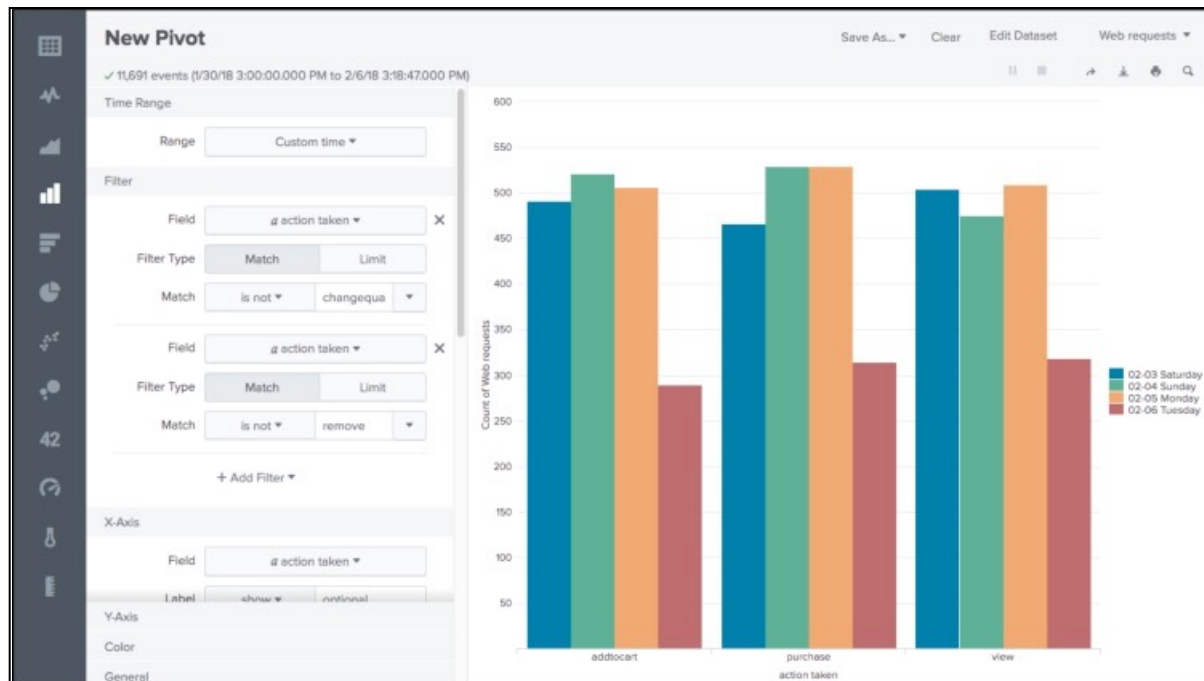 New Pivot
Save As...
Clear
Edit Dataset
Web requests
✓ 11,691 events (1/30/18 3:00:00.000 PM to 2/6/18 3:18:47.000 PM)
Time Range
Range
Custom time
Filter
Field
a action taken
Filter Type
Match
Limit
Match
is not
changequa
Field
a action taken
Filter Type
Match
Limit
Match
is not
remove
+ Add Filter
X-Axis
Field
a action taken
Label
show
optional
Y-Axis
Color
General
42
600
550
500
450
400
350
300
250
200
150
100
50
Count of Web requests
addtocart
purchase
view
action taken
02-03 Saturday
02-04 Sunday
02-05 Monday
02-06 Tuesday